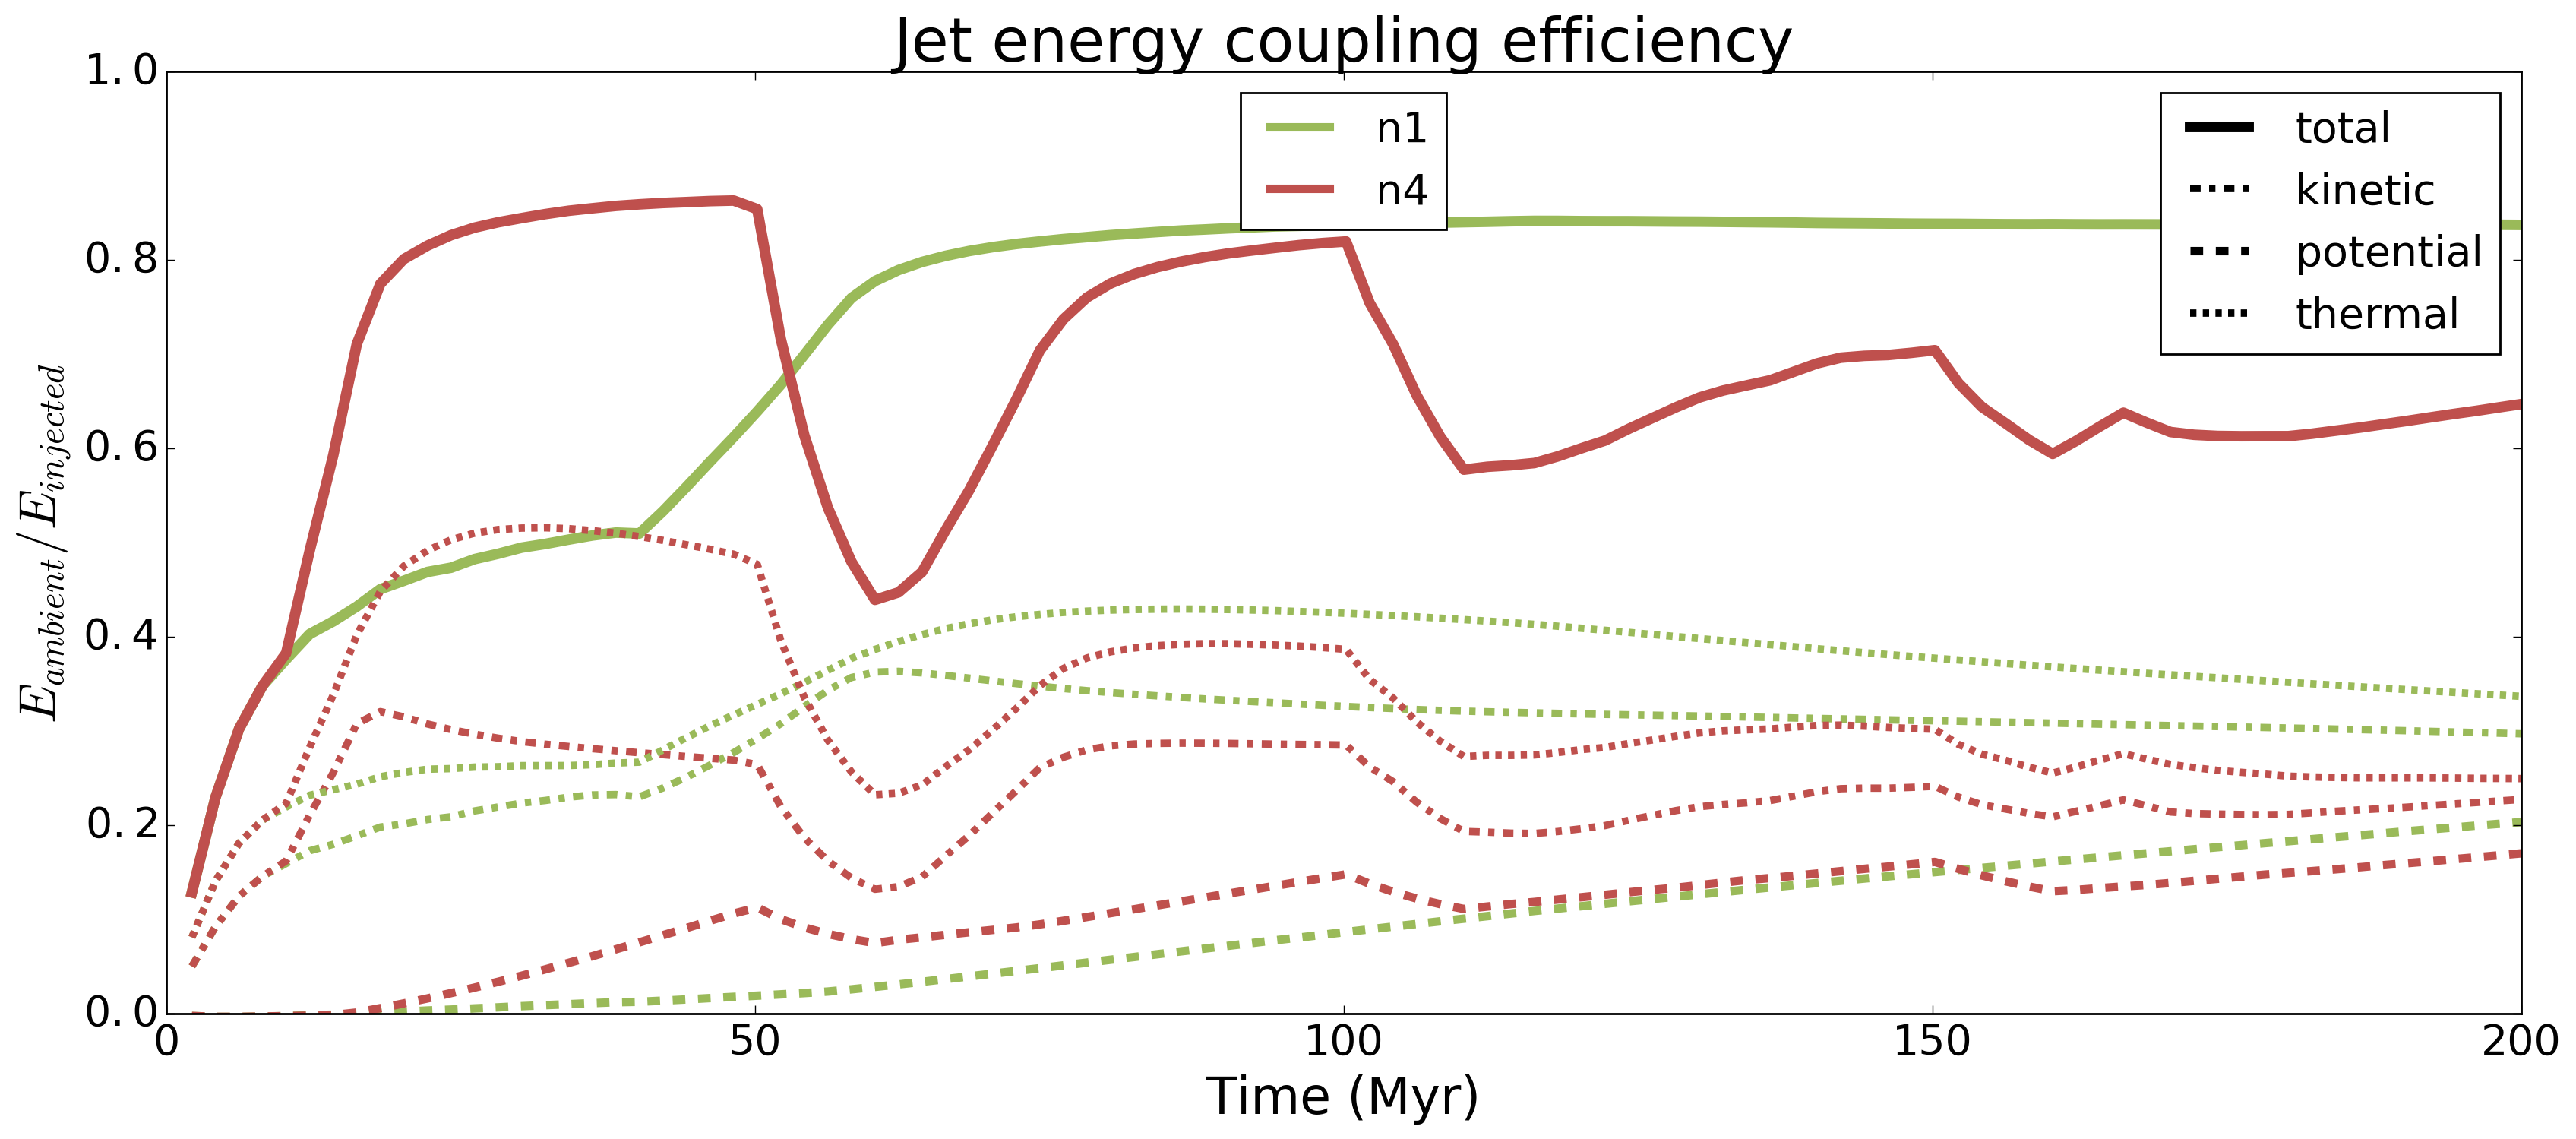 Jet energy coupling efficiency
n1
n4
total
kinetic
potential
thermal
1.0
0.8
0.6
0.4
0.2
0.0
E_ambient / E_injected
0 50 100 150 200
Time (Myr)